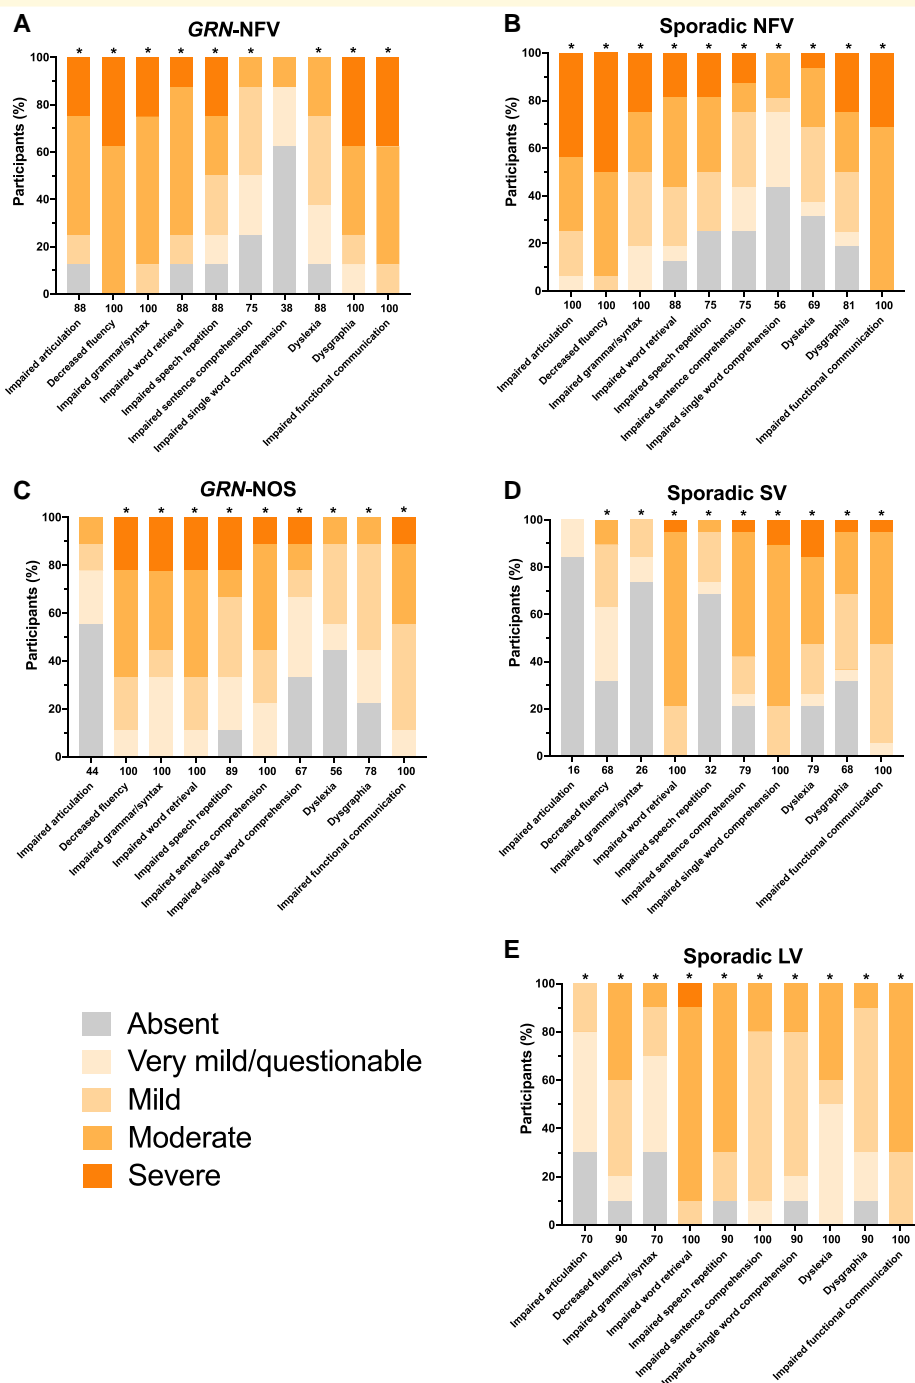 A
GRN-NFV
* * * * * * * * *
Participants (%)
100
80
60
40
20
0
88 100 100 88 88 75 38 88 100 100
Impaired articulation
Decreased fluency
Impaired grammar/syntax
Impaired word retrieval
Impaired speech repetition
Impaired sentence comprehension
Impaired single word comprehension
Dyslexia
Dysgraphia
Impaired functional communication
B
Sporadic NFV
* * * * * * * * * *
Participants (%)
100
80
60
40
20
0
100 100 100 88 75 75 56 69 81 100
Impaired articulation
Decreased fluency
Impaired grammar/syntax
Impaired word retrieval
Impaired speech repetition
Impaired sentence comprehension
Impaired single word comprehension
Dyslexia
Dysgraphia
Impaired functional communication
C
GRN-NOS
* * * * * * * * *
Participants (%)
100
80
60
40
20
0
44 100 100 100 89 100 67 56 78 100
Impaired articulation
Decreased fluency
Impaired grammar/syntax
Impaired word retrieval
Impaired speech repetition
Impaired sentence comprehension
Impaired single word comprehension
Dyslexia
Dysgraphia
Impaired functional communication
D
Sporadic SV
* * * * * * * * *
Participants (%)
100
80
60
40
20
0
16 68 26 100 32 79 100 79 68 100
Impaired articulation
Decreased fluency
Impaired grammar/syntax
Impaired word retrieval
Impaired speech repetition
Impaired sentence comprehension
Impaired single word comprehension
Dyslexia
Dysgraphia
Impaired functional communication
E
Sporadic LV
* * * * * * * * * *
Participants (%)
100
80
60
40
20
0
70 90 70 100 90 100 90 100 90 100
Impaired articulation
Decreased fluency
Impaired grammar/syntax
Impaired word retrieval
Impaired speech repetition
Impaired sentence comprehension
Impaired single word comprehension
Dyslexia
Dysgraphia
Impaired functional communication
Absent
Very mild/questionable
Mild
Moderate
Severe